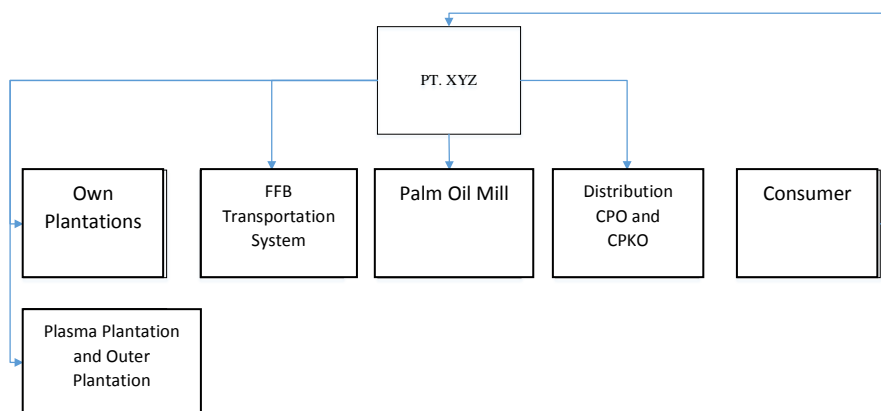 PT. XYZ
Own
Plantations
FFB
Transportation
System
Palm Oil Mill
Distribution
CPO and
CPKO
Consumer
Plasma Plantation
and Outer
Plantation